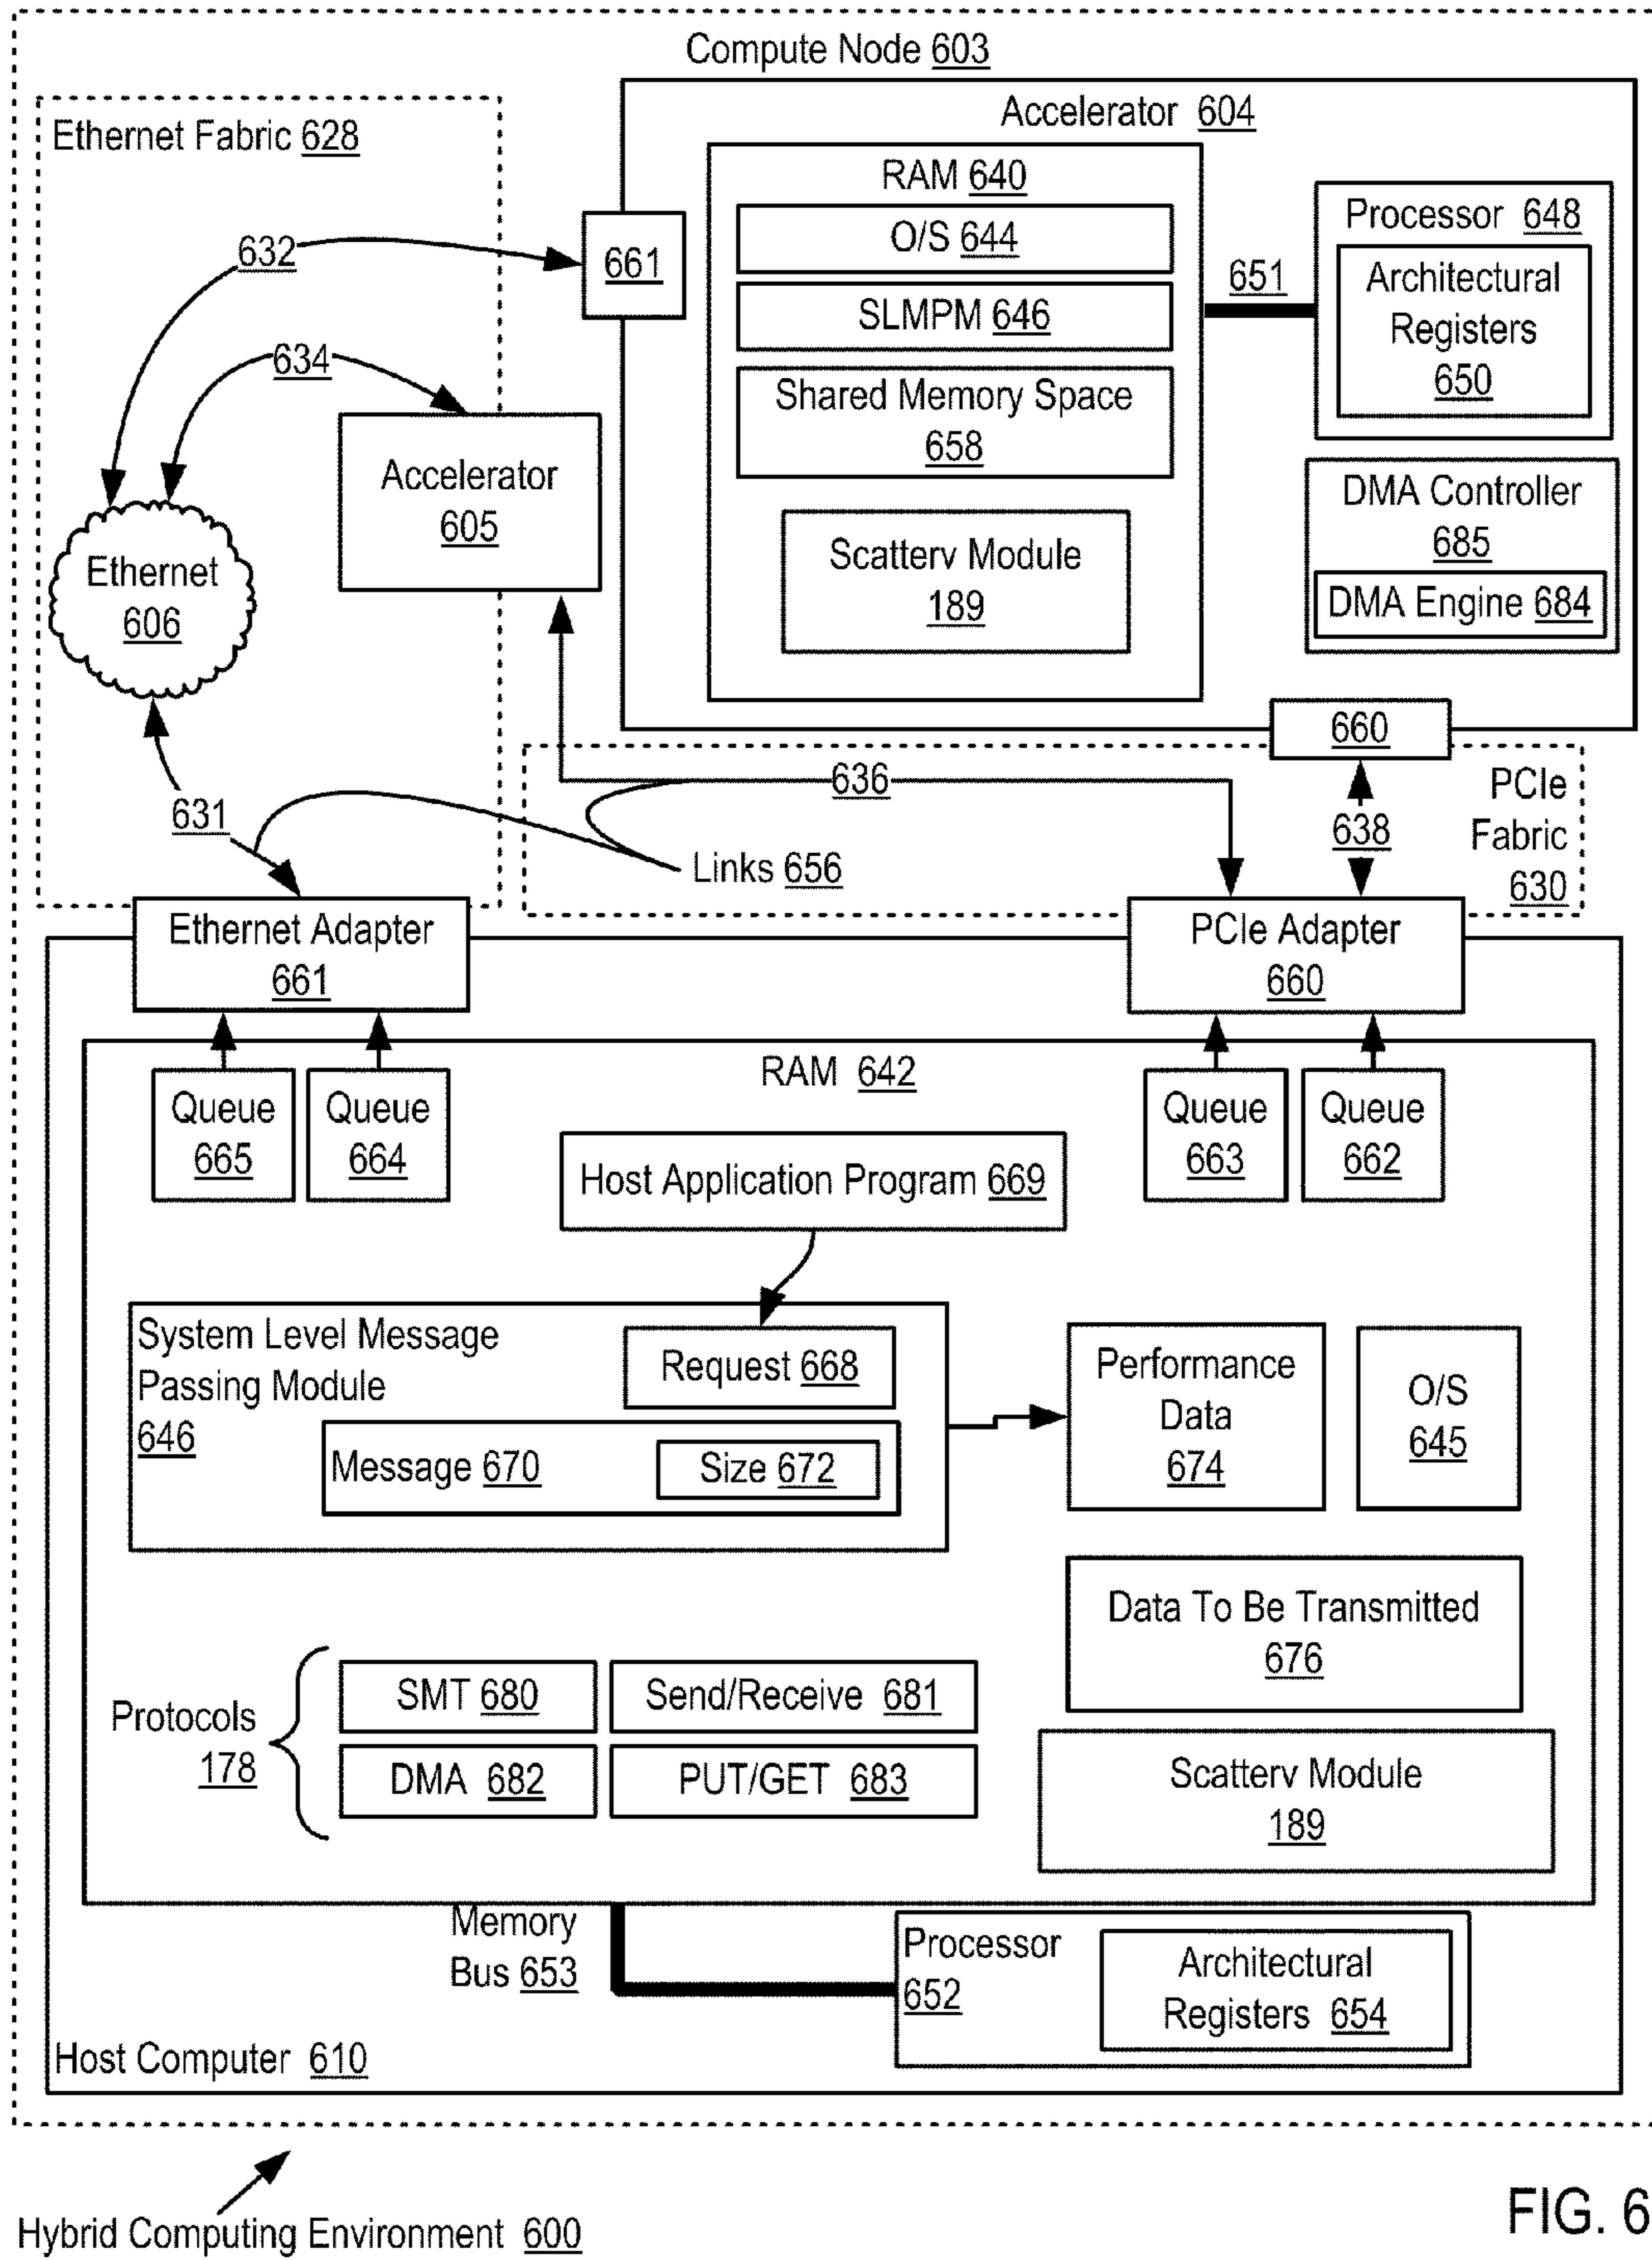 Compute Node 603
Ethernet Fabric 628
Accelerator 604
RAM 640
O/S 644
SLMPM 646
Shared Memory Space
658
Scatterv Module
189
651
Processor 648
Architectural
Registers
650
DMA Controller
685
DMA Engine 684
632
661
634
Accelerator
605
Ethernet
606
660
636
638
PCIe
Fabric
630
631
Links 656
Ethernet Adapter
661
PCIe Adapter
660
RAM 642
Queue
665
Queue
664
Queue
663
Queue
662
Host Application Program 669
System Level Message
Passing Module
646
Request 668
Message 670
Size 672
Performance
Data
674
O/S
645
Data To Be Transmitted
676
Protocols
178
SMT 680
Send/Receive 681
DMA 682
PUT/GET 683
Scatterv Module
189
Memory
Bus 653
Processor
652
Architectural
Registers 654
Host Computer 610
Hybrid Computing Environment 600
FIG. 6